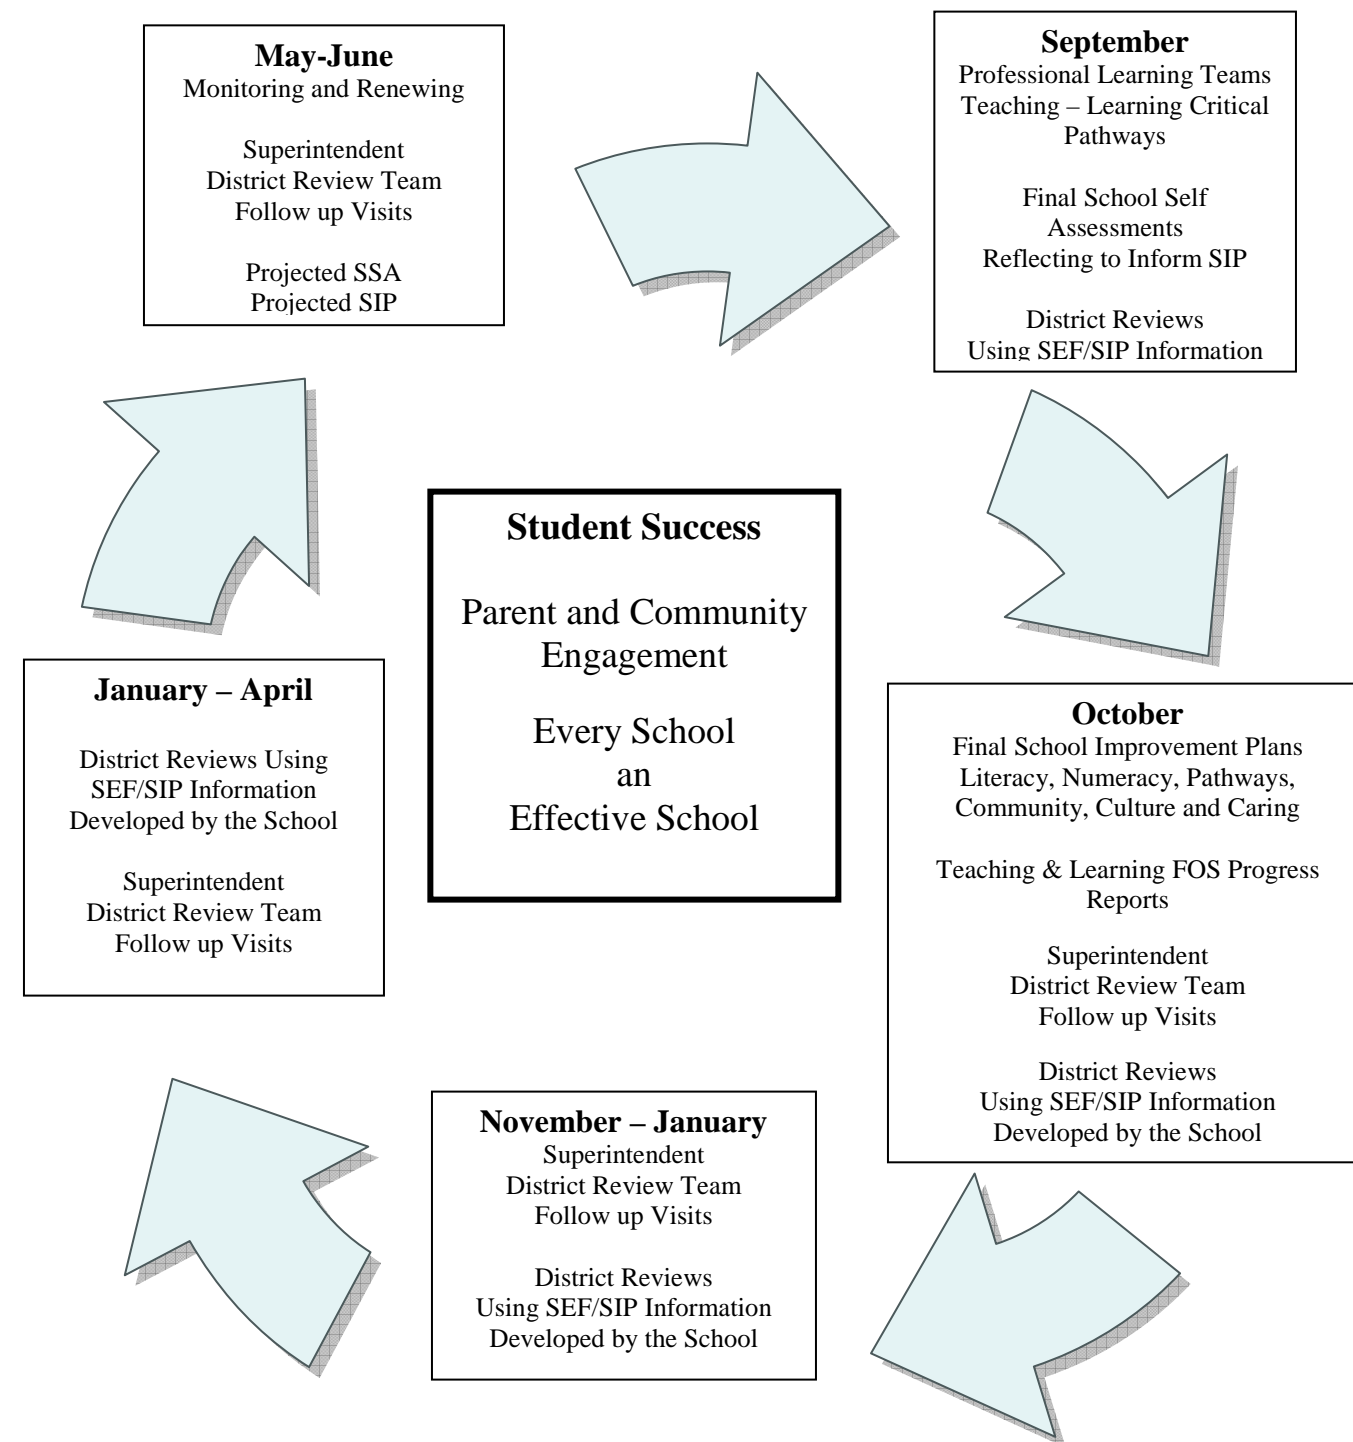 May-June
Monitoring and Renewing
Superintendent
District Review Team
Follow up Visits
Projected SSA
Projected SIP
September
Professional Learning Teams
Teaching – Learning Critical
Pathways
Final School Self
Assessments
Reflecting to Inform SIP
District Reviews
Using SEF/SIP Information
Student Success
Parent and Community
Engagement
Every School
an
Effective School
January – April
District Reviews Using
SEF/SIP Information
Developed by the School
Superintendent
District Review Team
Follow up Visits
October
Final School Improvement Plans
Literacy, Numeracy, Pathways,
Community, Culture and Caring
Teaching & Learning FOS Progress
Reports
Superintendent
District Review Team
Follow up Visits
District Reviews
Using SEF/SIP Information
Developed by the School
November – January
Superintendent
District Review Team
Follow up Visits
District Reviews
Using SEF/SIP Information
Developed by the School